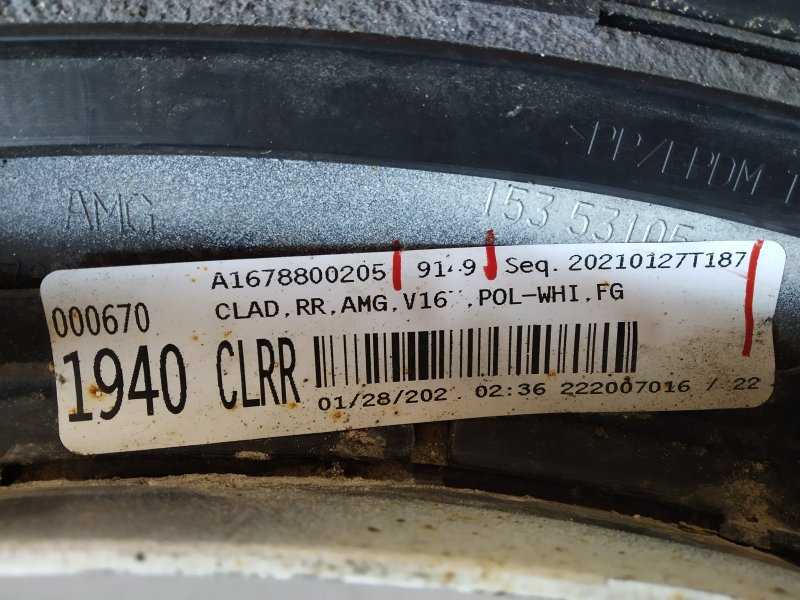 >PP/EPDM
AMG
153 53105
A1678800205 Seq. 20210127T187
CLAD,RR,AMG, ,POL-WHI,FG
000670
1940 CLRR
02:36 222007016 / 22